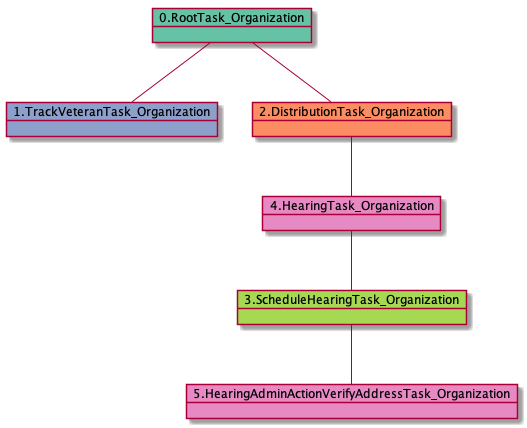 0.RootTask_Organization
1.TrackVeteranTask_Organization
2.DistributionTask_Organization
4.HearingTask_Organization
3.ScheduleHearingTask_Organization
5.HearingAdminActionVerifyAddressTask_Organization